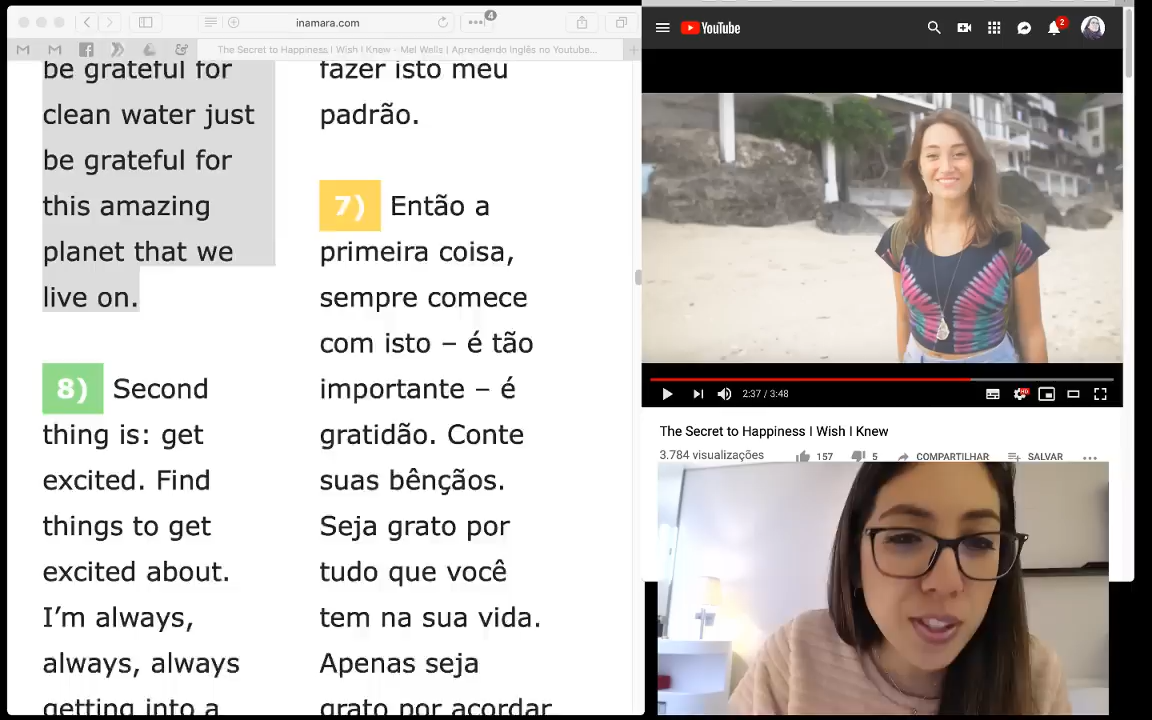 inamara.com
4
The Secret to Happiness I Wish I Knew - Mel Wells | Aprendendo Inglês no Youtube...
be grateful for
clean water just
be grateful for
this amazing
planet that we
live on.
8) Second
thing is: get
excited. Find
things to get
excited about.
I’m always,
always, always
getting into a
fazer isto meu
padrão.
7) Então a
primeira coisa,
sempre comece
com isto – é tão
importante – é
gratidão. Conte
suas bênçãos.
Seja grato por
tudo que você
tem na sua vida.
Apenas seja
grato por acordar
YouTube
2
2:37 / 3:48
HD
The Secret to Happiness I Wish I Knew
3.784 visualizações
157
5
COMPARTILHAR
SALVAR